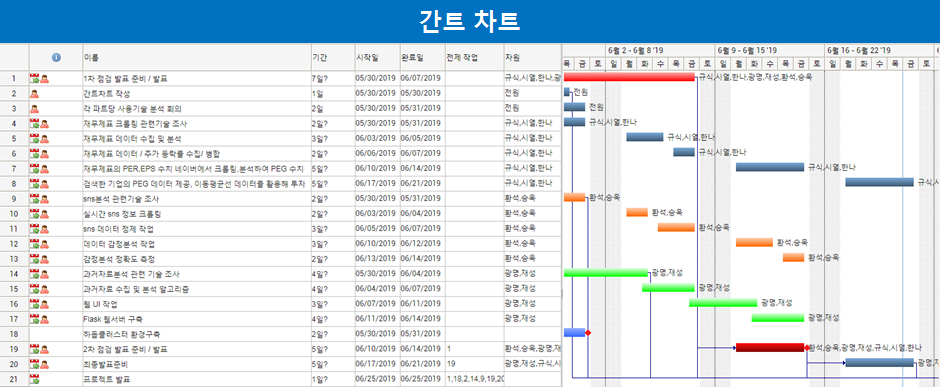 간트 차트
이름 기간 시작일 완료일 전제 작업 자원
6월 2 - 6월 8 '19 6월 9 - 6월 15 '19 6월 16 - 6월 22 '19
목 금 토 일 월 화 수 목 금 토 일 월 화 수 목 금 토 일 월 화 수 목 금 토
1 1차 점검 발표 준비 / 발표 7일? 05/30/2019 06/07/2019 규식,시열,한나,광 규식,시열,한나,광명,재성,환석,승욱
2 간트차트 작성 1일 05/30/2019 05/30/2019 전원 전원
3 각 파트당 사용기술 분석 회의 2일 05/30/2019 05/31/2019 전원 전원
4 재무제표 크롤링 관련기술 조사 2일? 05/30/2019 05/31/2019 규식,시열,한나 규식,시열,한나
5 재무제표 데이터 수집 및 분석 3일? 06/03/2019 06/05/2019 규식,시열,한나 규식,시열,한나
6 재무제표 데이터 / 주가 등락률 수집/ 병합 2일? 06/06/2019 06/07/2019 규식,시열,한나 규식,시열,한나
7 재무제표의 PER,EPS 수치 네이버에서 크롤링,분석하여 PEG 수치 5일? 06/10/2019 06/14/2019 규식,시열,한나 규식,시열,한나
8 검색한 기업의 PEG 데이터 제공, 이동평균선 데이터를 활용해 투자 5일? 06/17/2019 06/21/2019 규식,시열,한나 규식,시
9 sns분석 관련기술 조사 2일? 05/30/2019 05/31/2019 환석,승욱 환석,승욱
10 실시간 sns 정보 크롤링 2일? 06/03/2019 06/04/2019 환석,승욱 환석,승욱
11 sns 데이터 정제 작업 3일? 06/05/2019 06/07/2019 환석,승욱 환석,승욱
12 데이터 감정분석 작업 3일? 06/10/2019 06/12/2019 환석,승욱 환석,승욱
13 감정분석 정확도 측정 2일? 06/13/2019 06/14/2019 환석,승욱 환석,승욱
14 과거자료분석 관련 기술 조사 4일? 05/30/2019 06/04/2019 광명,재성 광명,재성
15 과거자료 수집 및 분석 알고리즘 4일? 06/04/2019 06/07/2019 광명,재성 광명,재성
16 웹 UI 작업 3일? 06/07/2019 06/11/2019 광명,재성 광명,재성
17 Flask 웹서버 구축 4일? 06/11/2019 06/14/2019 광명,재성 광명,재성
18 하둡클러스터 환경구축 2일? 05/30/2019 05/31/2019
19 2차 점검 발표 준비 / 발표 5일? 06/10/2019 06/14/2019 1 환석,승욱,광명,재 환석,승욱,광명,재성,규식,시열,한나
20 최종발표준비 5일? 06/17/2019 06/21/2019 19 광명,재성,규식,시 광명,재성
21 프로젝트 발표 1일? 06/25/2019 06/25/2019 1,18,2,14,9,19,20